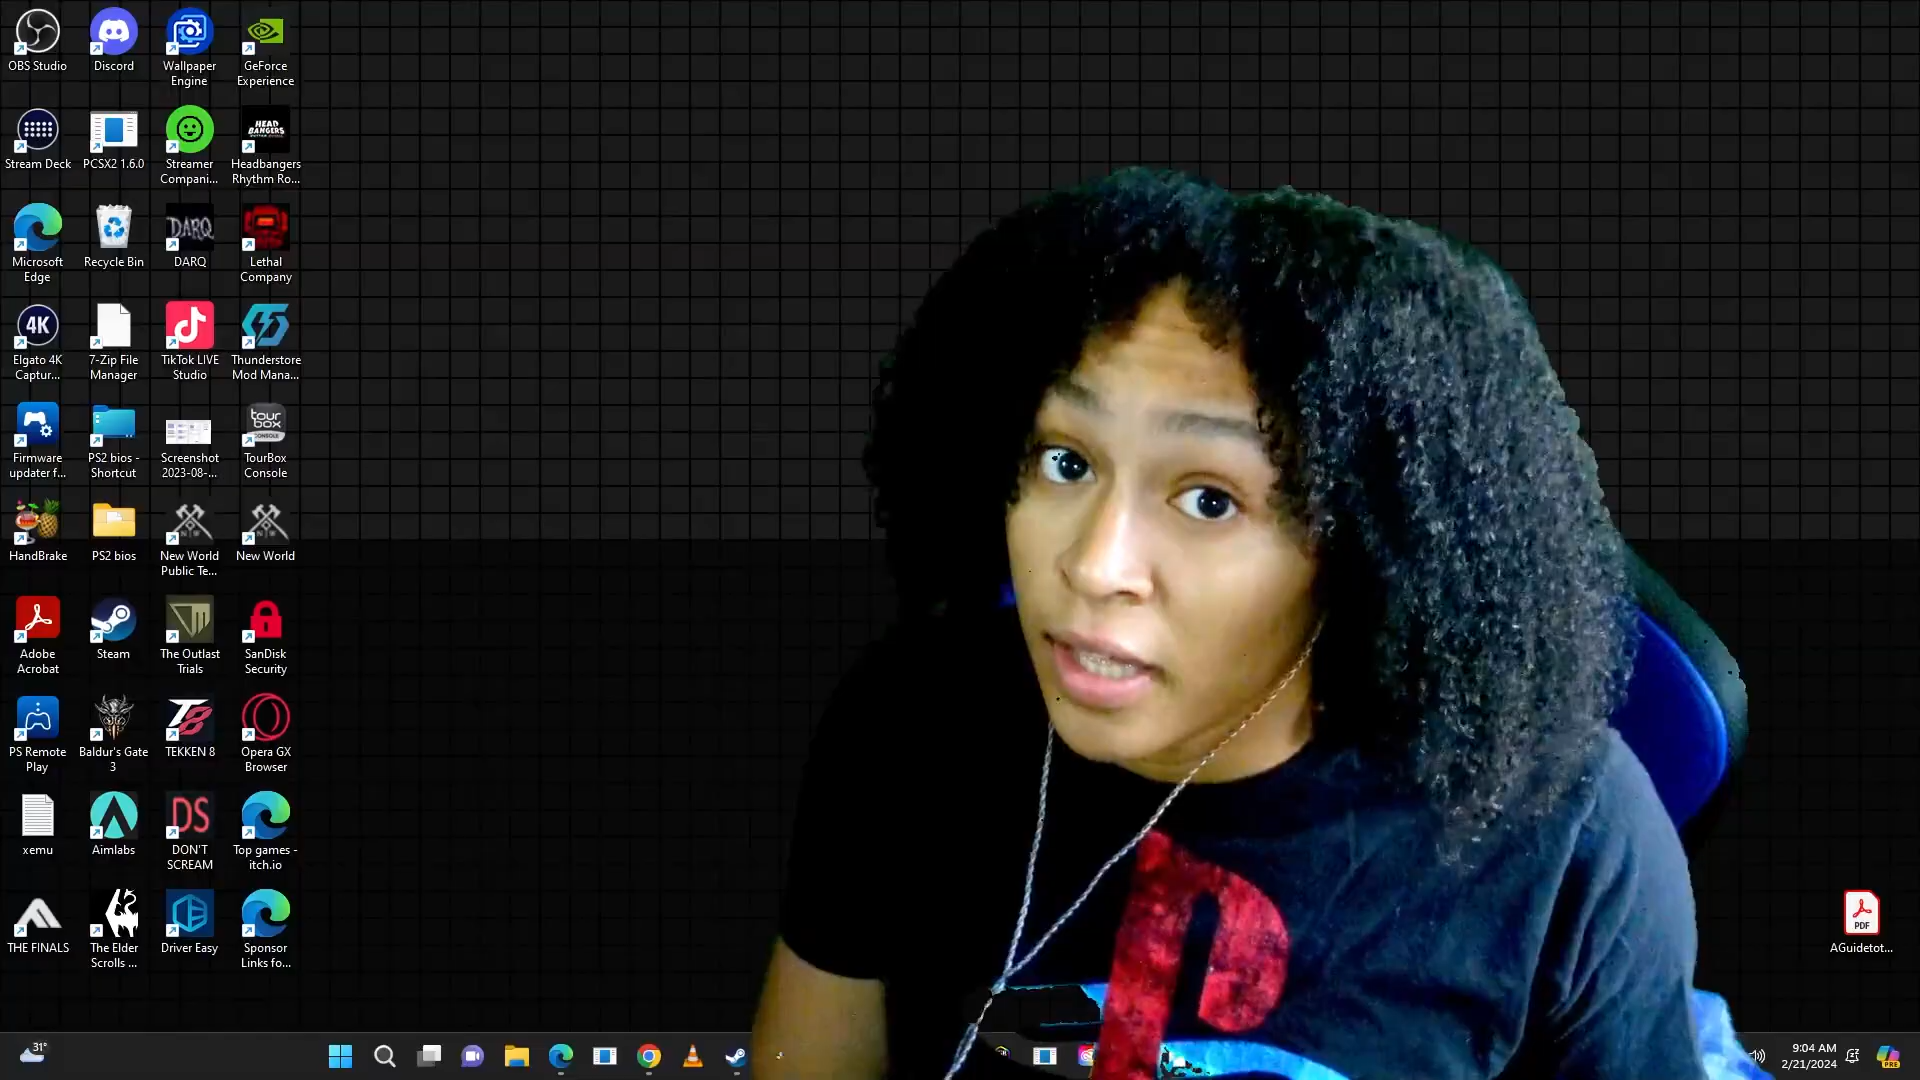 OBS Studio
Discord
Wallpaper
Engine
GeForce
Experience
Stream Deck
PCSX2 1.6.0
Streamer
Compani...
HEAD
BANGERS
Headbangers
Rhythm Ro...
Microsoft
Edge
Recycle Bin
DARQ
DARQ
Lethal
Company
4K
Elgato 4K
Captur...
7-Zip File
Manager
TikTok LIVE
Studio
Thunderstore
Mod Mana...
Firmware
updater f...
PS2 bios -
Shortcut
Screenshot
2023-08-...
tour
box
CONSOLE
TourBox
Console
HandBrake
PS2 bios
New World
Public Te...
New World
Adobe
Acrobat
Steam
The Outlast
Trials
SanDisk
Security
PS Remote
Play
Baldur's Gate
3
T8
TEKKEN 8
Opera GX
Browser
xemu
Aimlabs
DS
DON'T
SCREAM
Top games -
itch.io
THE FINALS
The Elder
Scrolls ...
Driver Easy
Sponsor
Links fo...
PDF
AGuidetot...
31°
9:04 AM
2/21/2024
PRE